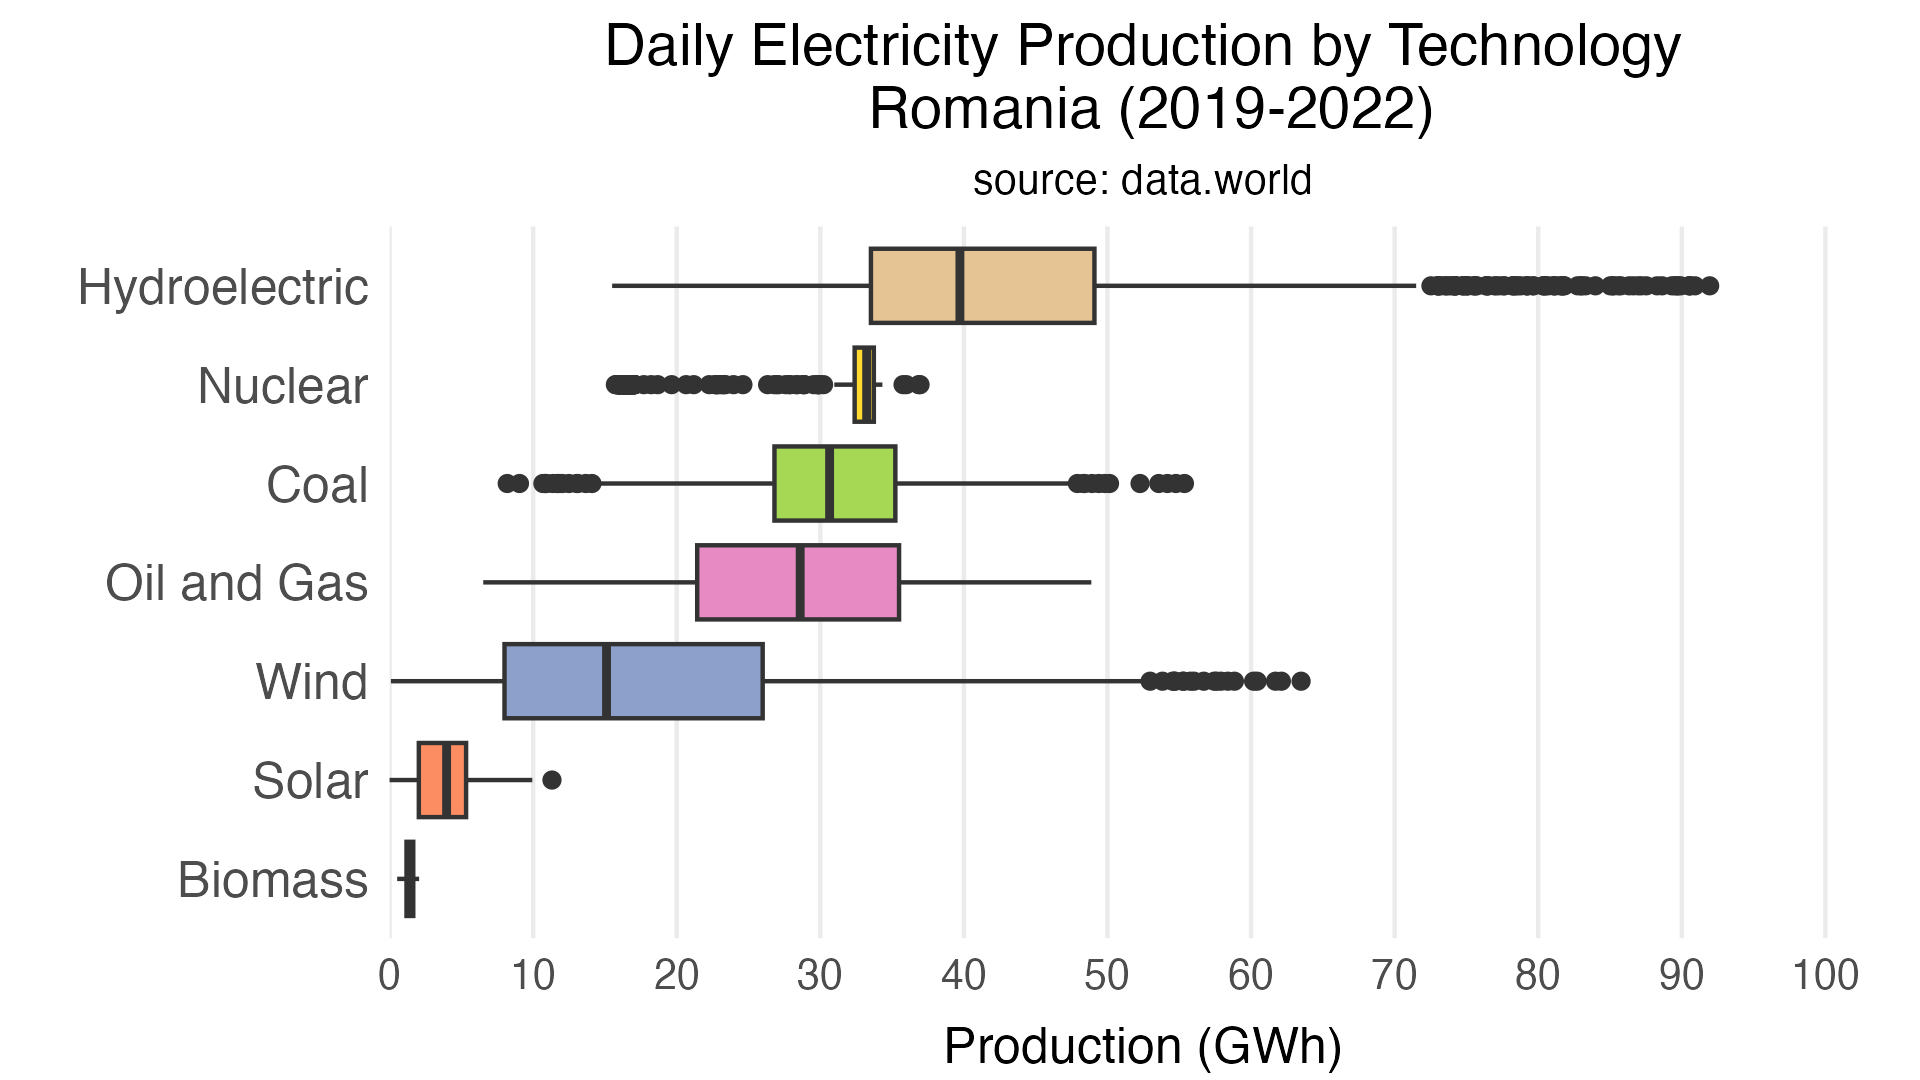 Daily Electricity Production by Technology
Romania (2019-2022)
source: data.world
Hydroelectric
Nuclear
Coal
Oil and Gas
Wind
Solar
Biomass
0 10 20 30 40 50 60 70 80 90 100
Production (GWh)